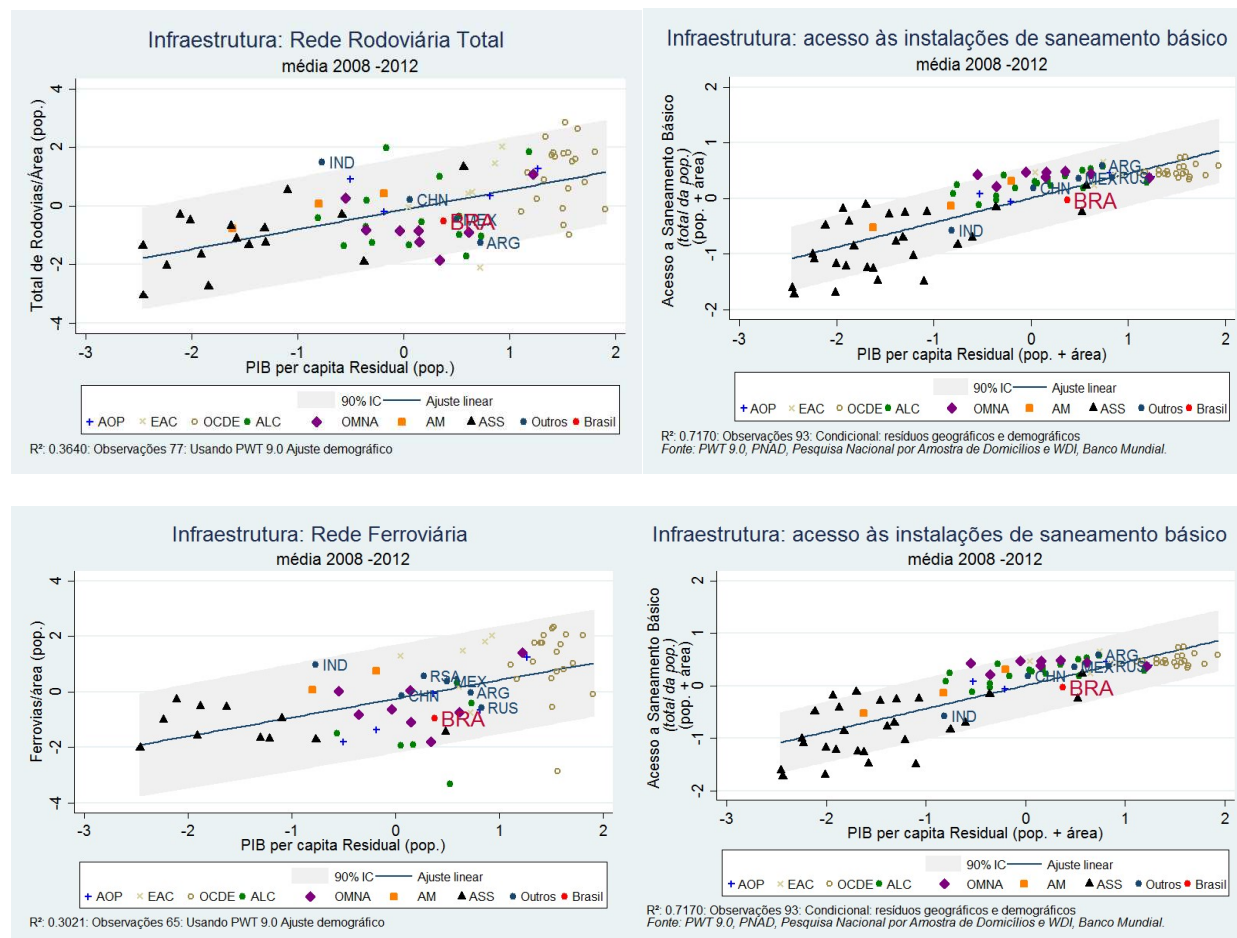 Infraestrutura: Rede Rodoviária Total
média 2008 -2012
Total de Rodovias/Área (pop.)
4
2
0
-2
-4
IND
CHN
MEX
BRA
ARG
-3 -2 -1 0 1 2
PIB per capita Residual (pop.)
90% IC Ajuste linear
AOP EAC OCDE ALC OMNA AM ASS Outros Brasil
R²: 0.3640: Observações 77: Usando PWT 9.0 Ajuste demográfico
Infraestrutura: acesso às instalações de saneamento básico
média 2008 -2012
Acesso a Saneamento Básico
(total da pop.)
(pop. + área)
2
1
0
-1
-2
ARG
MEX RUS
CHN
BRA
IND
-3 -2 -1 0 1 2
PIB per capita Residual (pop. + área)
90% IC Ajuste linear
AOP EAC OCDE ALC OMNA AM ASS Outros Brasil
R²: 0.7170: Observações 93: Condicional: resíduos geográficos e demográficos
Fonte: PWT 9.0, PNAD, Pesquisa Nacional por Amostra de Domicílios e WDI, Banco Mundial.
Infraestrutura: Rede Ferroviária
média 2008 -2012
Ferrovias/área (pop.)
4
2
0
-2
-4
IND
RSA
MEX
CHN
ARG
RUS
BRA
-3 -2 -1 0 1 2
PIB per capita Residual (pop.)
90% IC Ajuste linear
AOP EAC OCDE ALC OMNA AM ASS Outros Brasil
R²: 0.3021: Observações 65: Usando PWT 9.0 Ajuste demográfico
Infraestrutura: acesso às instalações de saneamento básico
média 2008 -2012
Acesso a Saneamento Básico
(total da pop.)
(pop. + área)
2
1
0
-1
-2
ARG
MEX RUS
CHN
BRA
IND
-3 -2 -1 0 1 2
PIB per capita Residual (pop. + área)
90% IC Ajuste linear
AOP EAC OCDE ALC OMNA AM ASS Outros Brasil
R²: 0.7170: Observações 93: Condicional: resíduos geográficos e demográficos
Fonte: PWT 9.0, PNAD, Pesquisa Nacional por Amostra de Domicílios e WDI, Banco Mundial.